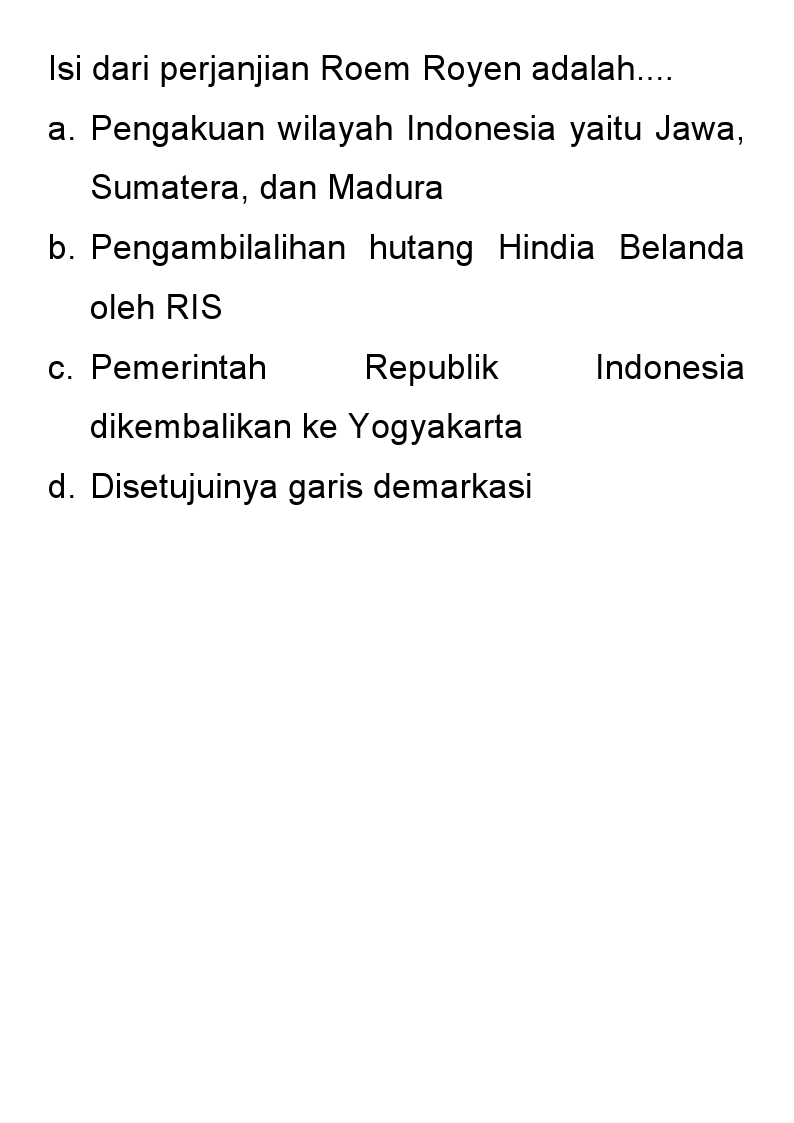 Isi dari perjanjian Roem Royen adalah....
a. Pengakuan wilayah Indonesia yaitu Jawa,
Sumatera, dan Madura
b. Pengambilalihan hutang Hindia Belanda
oleh RIS
c. Pemerintah Republik Indonesia
dikembalikan ke Yogyakarta
d. Disetujuinya garis demarkasi